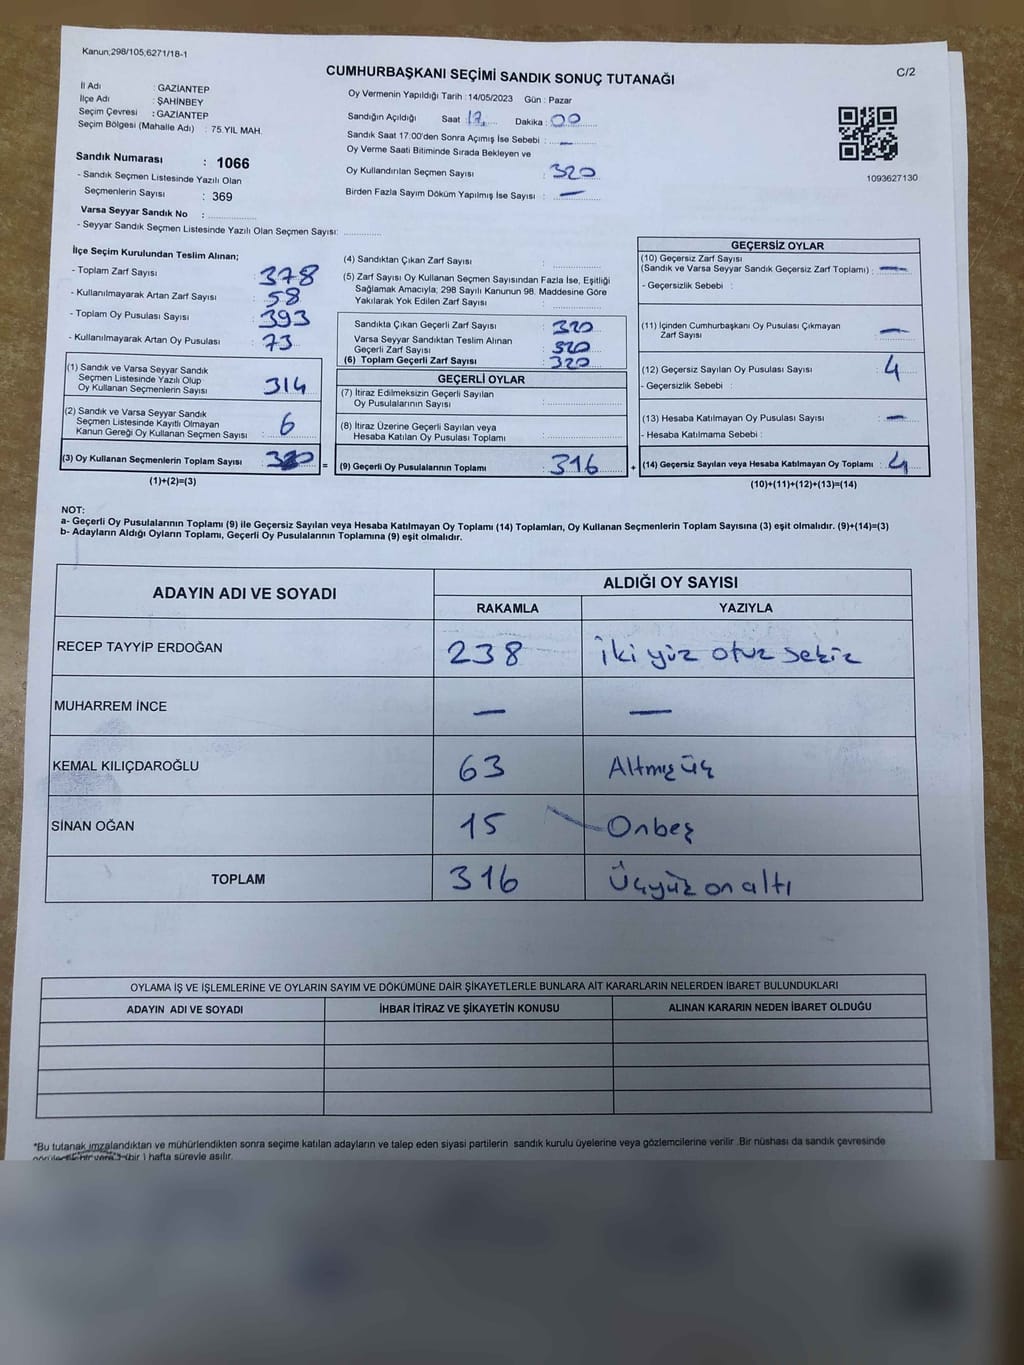 Kanun;298/105,6271/18-1
CUMHURBAŞKANI SEÇİMİ SANDIK SONUÇ TUTANAĞI
C/2
İl Adı : GAZİANTEP
İlçe Adı : ŞAHİNBEY
Seçim Çevresi : GAZİANTEP
Seçim Bölgesi (Mahalle Adı) : 75.YIL MAH.
Sandık Numarası : 1066
- Sandık Seçmen Listesinde Yazılı Olan
Seçmenlerin Sayısı : 369
Varsa Seyyar Sandık No :
- Seyyar Sandık Seçmen Listesinde Yazılı Olan Seçmen Sayısı:
Oy Vermenin Yapıldığı Tarih : 14/05/2023 Gün : Pazar
Sandığın Açıldığı Saat : 17 Dakika : 00
Sandık Saat 17:00'den Sonra Açımış İse Sebebi : —
Oy Verme Saati Bitiminde Sırada Bekleyen ve
Oy Kullandırılan Seçmen Sayısı : 320
Birden Fazla Sayım Döküm Yapılmış İse Sayısı : —
1093627130
İlçe Seçim Kurulundan Teslim Alınan;
- Toplam Zarf Sayısı : 378
- Kullanılmayarak Artan Zarf Sayısı : 58
- Toplam Oy Pusulası Sayısı : 393
- Kullanılmayarak Artan Oy Pusulası : 73
(1) Sandık ve Varsa Seyyar Sandık
Seçmen Listesinde Yazılı Olup
Oy Kullanan Seçmenlerin Sayısı : 314
(2) Sandık ve Varsa Seyyar Sandık
Seçmen Listesinde Kayıtlı Olmayan
Kanun Gereği Oy Kullanan Seçmen Sayısı : 6
(3) Oy Kullanan Seçmenlerin Toplam Sayısı : 320 =
(1)+(2)=(3)
(4) Sandıktan Çıkan Zarf Sayısı :
(5) Zarf Sayısı Oy Kullanan Seçmen Sayısından Fazla İse, Eşitliği
Sağlamak Amacıyla; 298 Sayılı Kanunun 98. Maddesine Göre
Yakılarak Yok Edilen Zarf Sayısı :
Sandıkta Çıkan Geçerli Zarf Sayısı : 320
Varsa Seyyar Sandıktan Teslim Alınan
Geçerli Zarf Sayısı : 320
(6) Toplam Geçerli Zarf Sayısı : 320
GEÇERLİ OYLAR
(7) İtiraz Edilmeksizin Geçerli Sayılan
Oy Pusulalarının Sayısı :
(8) İtiraz Üzerine Geçerli Sayılan veya
Hesaba Katılan Oy Pusulası Toplamı :
(9) Geçerli Oy Pusulalarının Toplamı : 316 +
GEÇERSİZ OYLAR
(10) Geçersiz Zarf Sayısı
(Sandık ve Varsa Seyyar Sandık Geçersiz Zarf Toplamı) : —
- Geçersizlik Sebebi :
(11) İçinden Cumhurbaşkanı Oy Pusulası Çıkmayan
Zarf Sayısı : —
(12) Geçersiz Sayılan Oy Pusulası Sayısı : 4
- Geçersizlik Sebebi :
(13) Hesaba Katılmayan Oy Pusulası Sayısı : —
- Hesaba Katılmama Sebebi :
(14) Geçersiz Sayılan veya Hesaba Katılmayan Oy Toplamı : 4
(10)+(11)+(12)+(13)=(14)
NOT:
a- Geçerli Oy Pusulalarının Toplamı (9) ile Geçersiz Sayılan veya Hesaba Katılmayan Oy Toplamı (14) Toplamları, Oy Kullanan Seçmenlerin Toplam Sayısına (3) eşit olmalıdır. (9)+(14)=(3)
b- Adayların Aldığı Oyların Toplamı, Geçerli Oy Pusulalarının Toplamına (9) eşit olmalıdır.
ADAYIN ADI VE SOYADI ALDIĞI OY SAYISI
RAKAMLA YAZIYLA
RECEP TAYYİP ERDOĞAN 238 İki yüz otuz sekiz
MUHARREM İNCE — —
KEMAL KILIÇDAROĞLU 63 Altmış üç
SİNAN OĞAN 15 Onbeş
TOPLAM 316 Üçyüz on altı
OYLAMA İŞ VE İŞLEMLERİNE VE OYLARIN SAYIM VE DÖKÜMÜNE DAİR ŞİKAYETLERLE BUNLARA AİT KARARLARIN NELERDEN İBARET BULUNDUKLARI
ADAYIN ADI VE SOYADI İHBAR İTİRAZ VE ŞİKAYETİN KONUSU ALINAN KARARIN NEDEN İBARET OLDUĞU
*Bu tutanak imzalandıktan ve mühürlendikten sonra seçime katılan adayların ve talep eden siyasi partilerin sandık kurulu üyelerine veya gözlemcilerine verilir .Bir nüshası da sandık çevresinde
(bir ) hafta süreyle asılır.